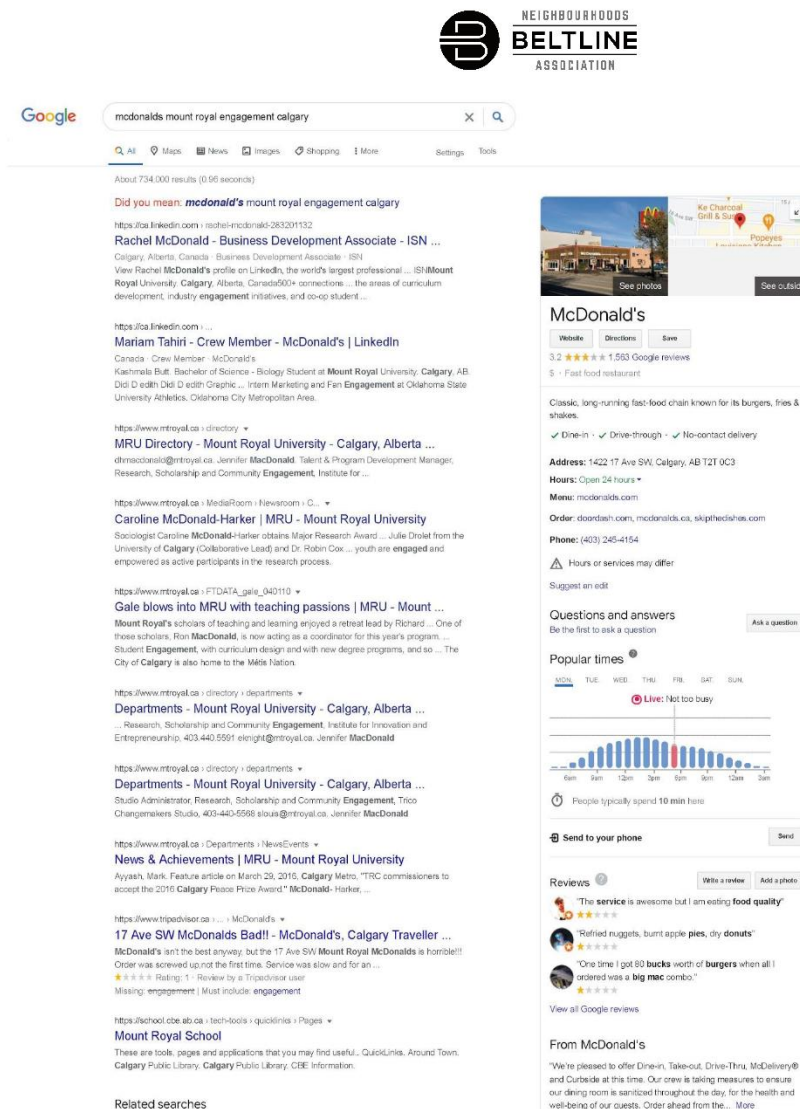 NEIGHBOURHOODS
BELTLINE
ASSOCIATION
Google
mcdonalds mount royal engagement calgary
All Maps News Images Shopping More Settings Tools
About 734,000 results (0.96 seconds)
Did you mean: mcdonald's mount royal engagement calgary
https://ca.linkedin.com › rachel-mcdonald-283201132
Rachel McDonald - Business Development Associate - ISN ...
Calgary, Alberta, Canada · Business Development Associate · ISN
View Rachel McDonald's profile on LinkedIn, the world's largest professional ... ISNMount
Royal University. Calgary, Alberta, Canada500+ connections ... the areas of curriculum
development, industry engagement initiatives, and co-op student ...
https://ca.linkedin.com › ...
Mariam Tahiri - Crew Member - McDonald's | LinkedIn
Canada · Crew Member · McDonald's
Kashmala Butt. Bachelor of Science - Biology Student at Mount Royal University. Calgary, AB.
Didi D edith Didi D edith Graphic ... Intern Marketing and Fan Engagement at Oklahoma State
University Athletics. Oklahoma City Metropolitan Area.
https://www.mtroyal.ca › directory
MRU Directory - Mount Royal University - Calgary, Alberta ...
dhmacdonald@mtroyal.ca. Jennifer MacDonald. Talent & Program Development Manager,
Research, Scholarship and Community Engagement, Institute for ...
https://www.mtroyal.ca › MediaRoom › Newsroom › C...
Caroline McDonald-Harker | MRU - Mount Royal University
Sociologist Caroline McDonald-Harker obtains Major Research Award ... Julie Drolet from the
University of Calgary (Collaborative Lead) and Dr. Robin Cox ... youth are engaged and
empowered as active participants in the research process.
https://www.mtroyal.ca › FTDATA_gale_040110
Gale blows into MRU with teaching passions | MRU - Mount ...
Mount Royal's scholars of teaching and learning enjoyed a retreat lead by Richard ... One of
those scholars, Ron MacDonald, is now acting as a coordinator for this year's program. ...
Student Engagement, with curriculum design and with new degree programs, and so ... The
City of Calgary is also home to the Métis Nation.
https://www.mtroyal.ca › directory › departments
Departments - Mount Royal University - Calgary, Alberta ...
... Research, Scholarship and Community Engagement, Institute for Innovation and
Entrepreneurship, 403.440.5591 eknight@mtroyal.ca. Jennifer MacDonald
https://www.mtroyal.ca › directory › departments
Departments - Mount Royal University - Calgary, Alberta ...
Studio Administrator, Research, Scholarship and Community Engagement, Trico
Changemakers Studio, 403-440-5568 slouis@mtroyal.ca. Jennifer MacDonald
https://www.mtroyal.ca › Departments › NewsEvents
News & Achievements | MRU - Mount Royal University
Ayyash, Mark. Feature article on March 29, 2016, Calgary Metro, "TRC commissioners to
accept the 2016 Calgary Peace Prize Award." McDonald- Harker, ...
https://www.tripadvisor.ca › ... › McDonald's
17 Ave SW McDonalds Bad!! - McDonald's, Calgary Traveller ...
McDonald's isn't the best anyway, but the 17 Ave SW Mount Royal McDonalds is horrible!!!
Order was screwed up,not the first time. Service was slow and for an ...
Rating: 1 · Review by a Tripadvisor user
Missing: engagement | Must include: engagement
https://school.cbe.ab.ca › tech-tools › quicklinks › Pages
Mount Royal School
These are tools, pages and applications that you may find useful.. QuickLinks. Around Town.
Calgary Public Library. Calgary Public Library. CBE Information.
Related searches
Ke Charcoal
Grill & Sus
Popeyes
See photos
See outsid
McDonald's
Website Directions Save
3.2 1,563 Google reviews
$ · Fast food restaurant
Classic, long-running fast-food chain known for its burgers, fries &
shakes.
Dine-in · Drive-through · No-contact delivery
Address: 1422 17 Ave SW, Calgary, AB T2T 0C3
Hours: Open 24 hours
Menu: mcdonalds.com
Order: doordash.com, mcdonalds.ca, skipthedishes.com
Phone: (403) 245-4154
Hours or services may differ
Suggest an edit
Questions and answers
Be the first to ask a question
Ask a question
Popular times
MON. TUE. WED THU FRI. SAT SUN.
Live: Not too busy
6am 9am 12pm 3pm 6pm 9pm 12am 3am
People typically spend 10 min here
Send to your phone
Send
Reviews
Write a review Add a photo
"The service is awesome but I am eating food quality"
"Refried nuggets, burnt apple pies, dry donuts"
"One time I got 80 bucks worth of burgers when all I
ordered was a big mac combo."
View all Google reviews
From McDonald's
"We're pleased to offer Dine-in, Take-out, Drive-Thru, McDelivery®
and Curbside at this time. Our crew is taking measures to ensure
our dining room is sanitized throughout the day, for the health and
well-being of our guests. Order ahead from the... More